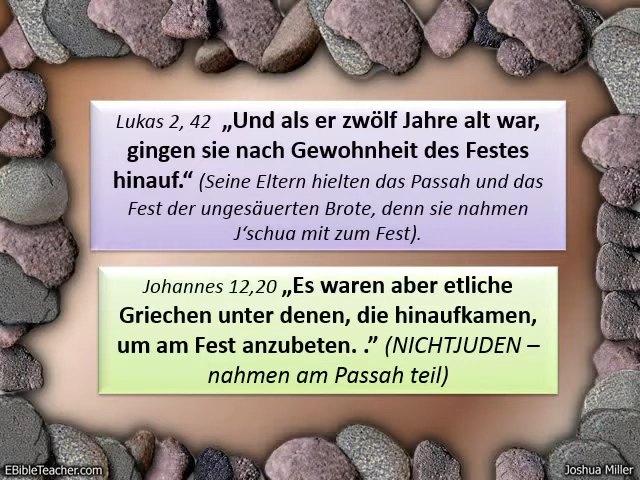 Lukas 2, 42 „Und als er zwölf Jahre alt war,
gingen sie nach Gewohnheit des Festes
hinauf.“ (Seine Eltern hielten das Passah und das
Fest der ungesäuerten Brote, denn sie nahmen
J‘schua mit zum Fest).
Johannes 12,20 „Es waren aber etliche
Griechen unter denen, die hinaufkamen,
um am Fest anzubeten. .” (NICHTJUDEN –
nahmen am Passah teil)
EBibleTeacher.com
Joshua Miller